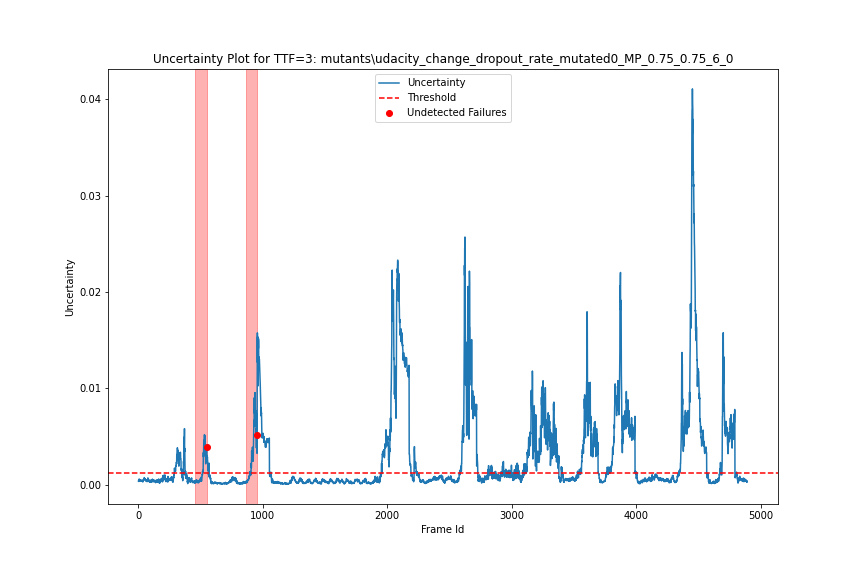 Uncertainty Plot for TTF=3: mutants\udacity_change_dropout_rate_mutated0_MP_0.75_0.75_6_0
Uncertainty
Threshold
Undetected Failures
0.04
0.03
0.02
0.01
0.00
Uncertainty
0
1000
2000
3000
4000
5000
Frame Id